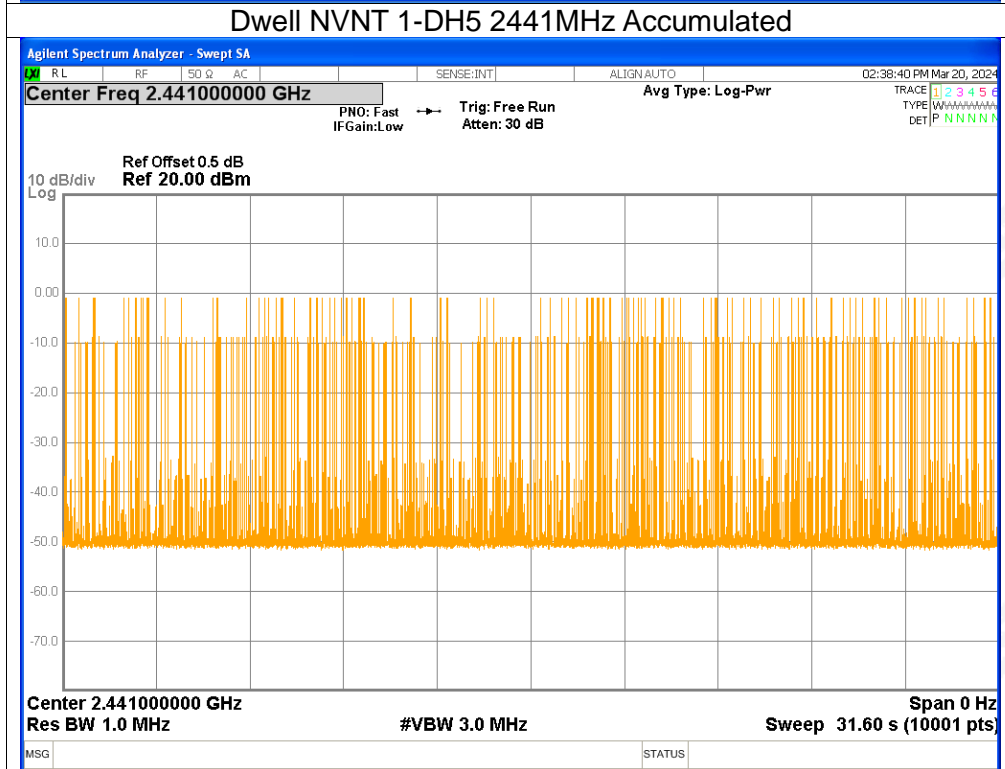 Dwell NVNT 1-DH5 2441MHz Accumulated
Agilent Spectrum Analyzer - Swept SA
LXI RL RF 50 Ω AC SENSE:INT ALIGN AUTO 02:38:40 PM Mar 20, 2024
Center Freq 2.441000000 GHz Avg Type: Log-Pwr TRACE 1 2 3 4 5 6
PNO: Fast Trig: Free Run TYPE W
IFGain:Low Atten: 30 dB DET P N N N N N
Ref Offset 0.5 dB
10 dB/div Ref 20.00 dBm
Log
10.0
0.00
-10.0
-20.0
-30.0
-40.0
-50.0
-60.0
-70.0
Center 2.441000000 GHz Span 0 Hz
Res BW 1.0 MHz #VBW 3.0 MHz Sweep 31.60 s (10001 pts)
MSG STATUS